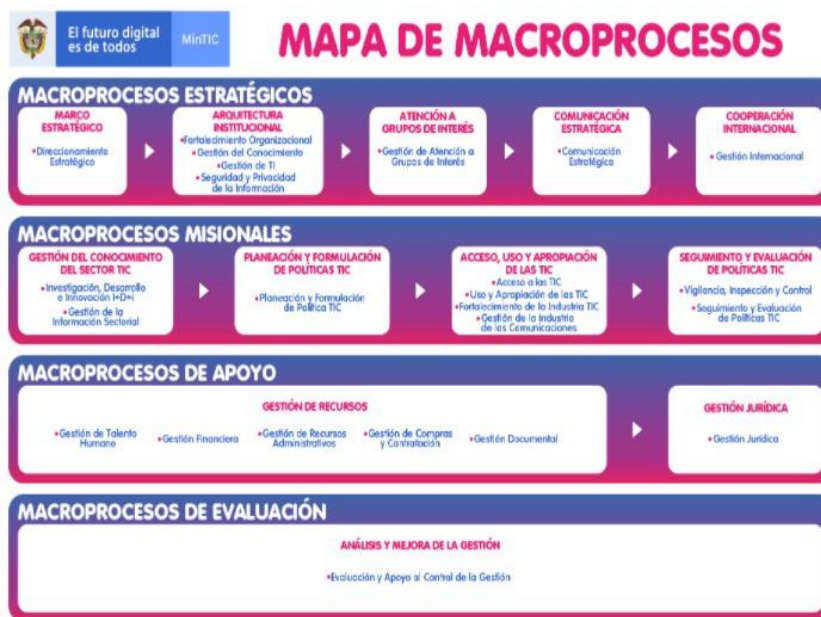 El futuro digital
es de todos
MinTIC
MAPA DE MACROPROCESOS
MACROPROCESOS ESTRATÉGICOS
MARCO
ESTRATÉGICO
•Direccionamiento
Estratégico
ARQUITECTURA
INSTITUCIONAL
•Fortalecimiento Organizacional
•Gestión del Conocimiento
•Gestión de TI
•Seguridad y Privacidad
de la Información
ATENCIÓN A
GRUPOS DE INTERÉS
•Gestión de Atención a
Grupos de Interés
COMUNICACIÓN
ESTRATÉGICA
•Comunicación
Estratégica
COOPERACIÓN
INTERNACIONAL
•Gestión Internacional
MACROPROCESOS MISIONALES
GESTIÓN DEL CONOCIMIENTO
DEL SECTOR TIC
•Investigación, Desarrollo
e Innovación I+D+i
•Gestión de la
Información Sectorial
PLANEACIÓN Y FORMULACIÓN
DE POLÍTICAS TIC
•Planeación y Formulación
de Política TIC
ACCESO, USO Y APROPIACIÓN
DE LAS TIC
•Acceso a las TIC
•Uso y Apropiación de las TIC
•Fortalecimiento de la Industria TIC
•Gestión de la Industria
de las Comunicaciones
SEGUIMIENTO Y EVALUACIÓN
DE POLÍTICAS TIC
•Vigilancia, Inspección y Control
•Seguimiento y Evaluación
de Políticas TIC
MACROPROCESOS DE APOYO
GESTIÓN DE RECURSOS
•Gestión de Talento
Humano
•Gestión Financiera
•Gestión de Recursos
Administrativos
•Gestión de Compras
y Contratación
•Gestión Documental
GESTIÓN JURÍDICA
•Gestión Jurídica
MACROPROCESOS DE EVALUACIÓN
ANÁLISIS Y MEJORA DE LA GESTIÓN
•Evaluación y Apoyo al Control de la Gestión